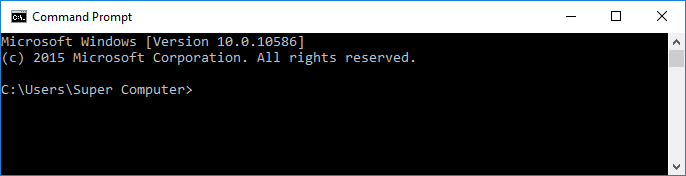 Command Prompt
Microsoft Windows [Version 10.0.10586]
(c) 2015 Microsoft Corporation. All rights reserved.
C:\Users\Super Computer>